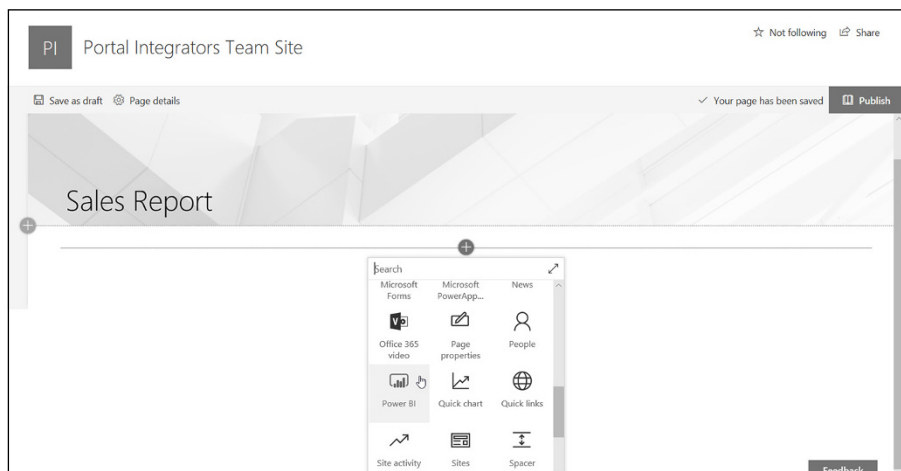 Not following Share
PI Portal Integrators Team Site
Save as draft Page details Your page has been saved Publish
Sales Report
Search
Microsoft Forms Microsoft PowerApp... News
Office 365 video Page properties People
Power BI Quick chart Quick links
Site activity Sites Spacer
Feedback